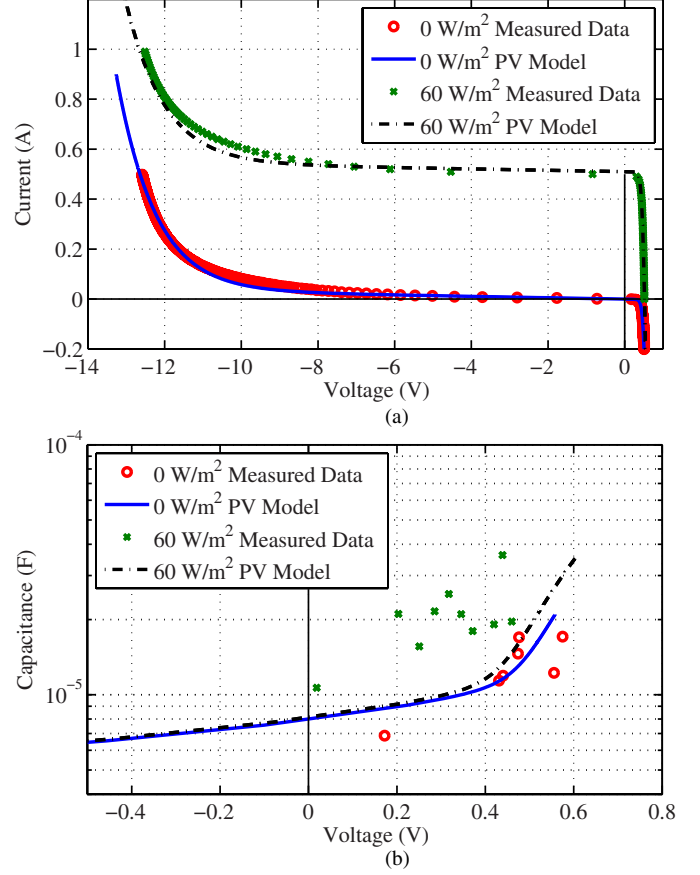 1
0.8
0.6
0.4
0.2
0
−0.2
Current (A)
0 W/m² Measured Data
0 W/m² PV Model
60 W/m² Measured Data
60 W/m² PV Model
−14 −12 −10 −8 −6 −4 −2 0
Voltage (V)
(a)
10⁻⁴
10⁻⁵
Capacitance (F)
0 W/m² Measured Data
0 W/m² PV Model
60 W/m² Measured Data
60 W/m² PV Model
−0.4 −0.2 0 0.2 0.4 0.6 0.8
Voltage (V)
(b)